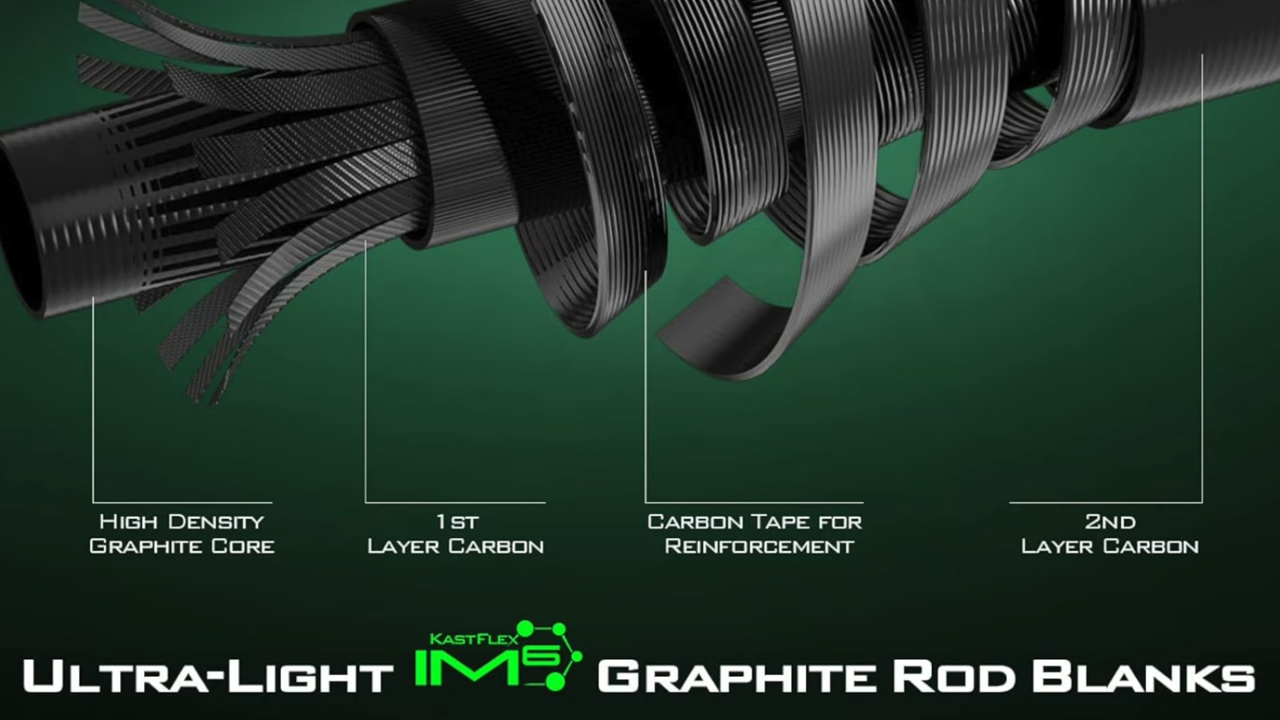 HIGH DENSITY
GRAPHITE CORE
1ST
LAYER CARBON
CARBON TAPE FOR
REINFORCEMENT
2ND
LAYER CARBON
KASTFLEX
ULTRA-LIGHT IM6 GRAPHITE ROD BLANKS